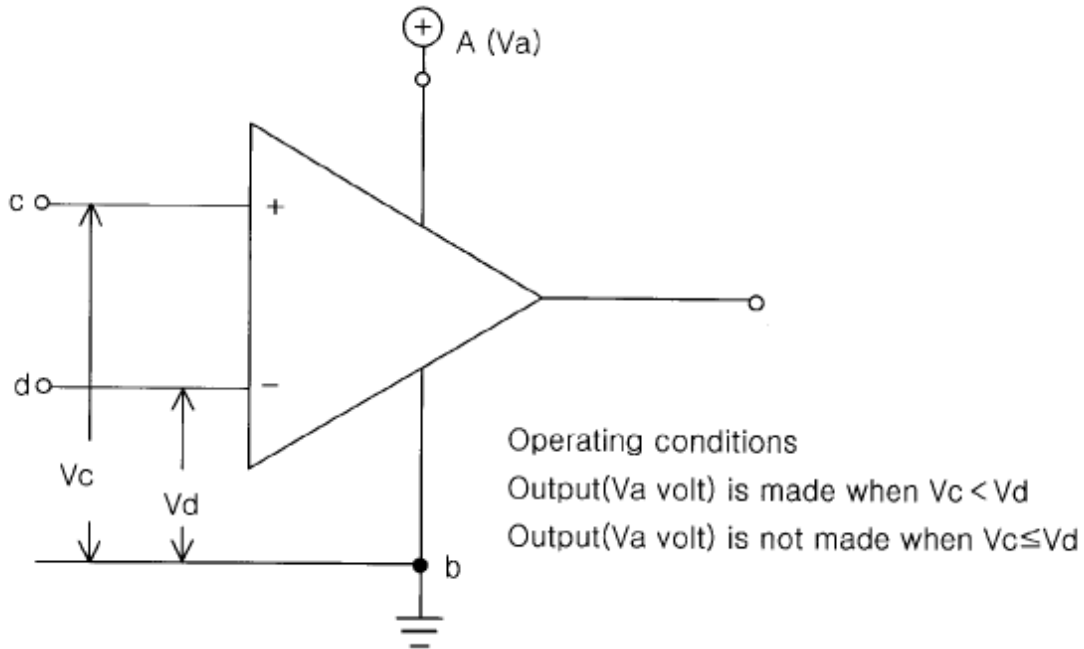 A (Va)
c
+
d
−
Vc
Vd
Operating conditions
Output(Va volt) is made when Vc < Vd
Output(Va volt) is not made when Vc≤Vd
b